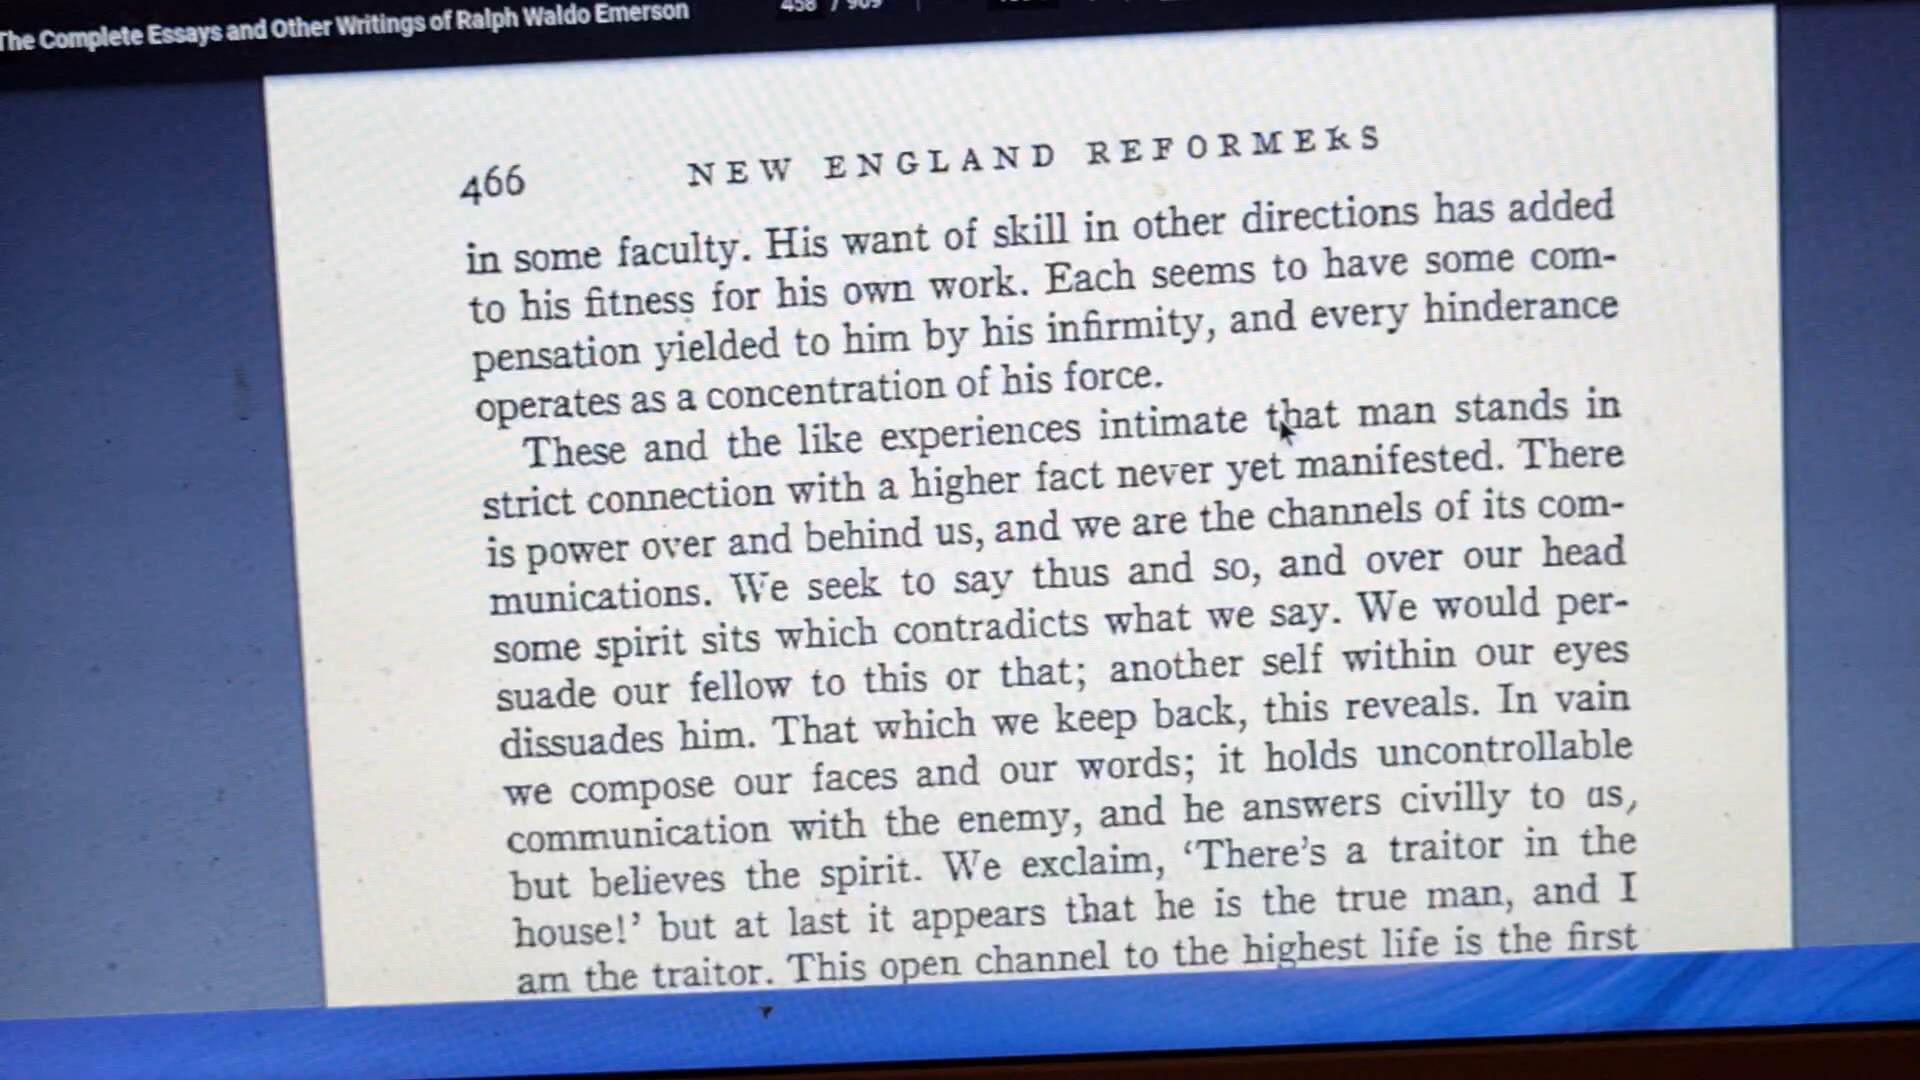 The Complete Essays and Other Writings of Ralph Waldo Emerson
458 / 909
466 NEW ENGLAND REFORMERS
in some faculty. His want of skill in other directions has added
to his fitness for his own work. Each seems to have some com-
pensation yielded to him by his infirmity, and every hinderance
operates as a concentration of his force.
These and the like experiences intimate that man stands in
strict connection with a higher fact never yet manifested. There
is power over and behind us, and we are the channels of its com-
munications. We seek to say thus and so, and over our head
some spirit sits which contradicts what we say. We would per-
suade our fellow to this or that; another self within our eyes
dissuades him. That which we keep back, this reveals. In vain
we compose our faces and our words; it holds uncontrollable
communication with the enemy, and he answers civilly to us,
but believes the spirit. We exclaim, ‘There’s a traitor in the
house!’ but at last it appears that he is the true man, and I
am the traitor. This open channel to the highest life is the first